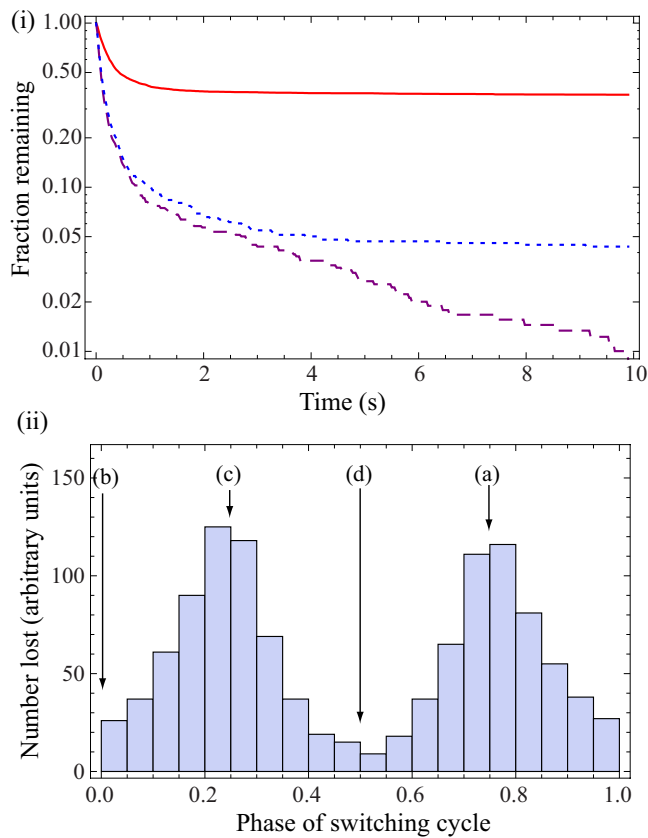 (i)
1.00
0.50
0.20
0.10
0.05
0.02
0.01
Fraction remaining
0 2 4 6 8 10
Time (s)
(ii)
150
100
50
0
Number lost (arbitrary units)
(b) (c) (d) (a)
0.0 0.2 0.4 0.6 0.8 1.0
Phase of switching cycle